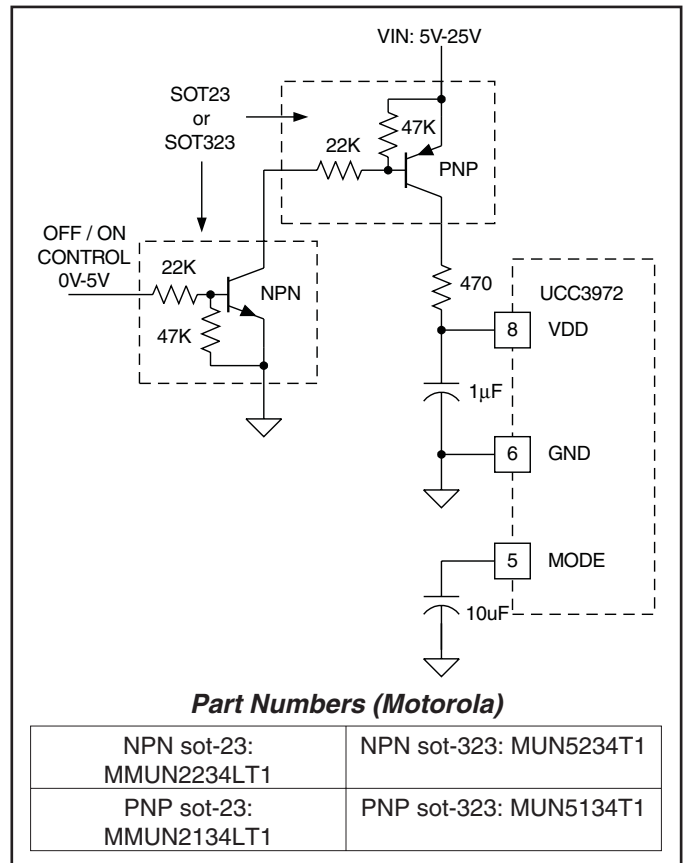 VIN: 5V-25V
SOT23
or
SOT323
47K
22K
PNP
OFF / ON
CONTROL
0V-5V
22K
NPN
47K
470
UCC3972
8 VDD
1μF
6 GND
5 MODE
10uF
Part Numbers (Motorola)
NPN sot-23:
MMUN2234LT1
NPN sot-323: MUN5234T1
PNP sot-23:
MMUN2134LT1
PNP sot-323: MUN5134T1